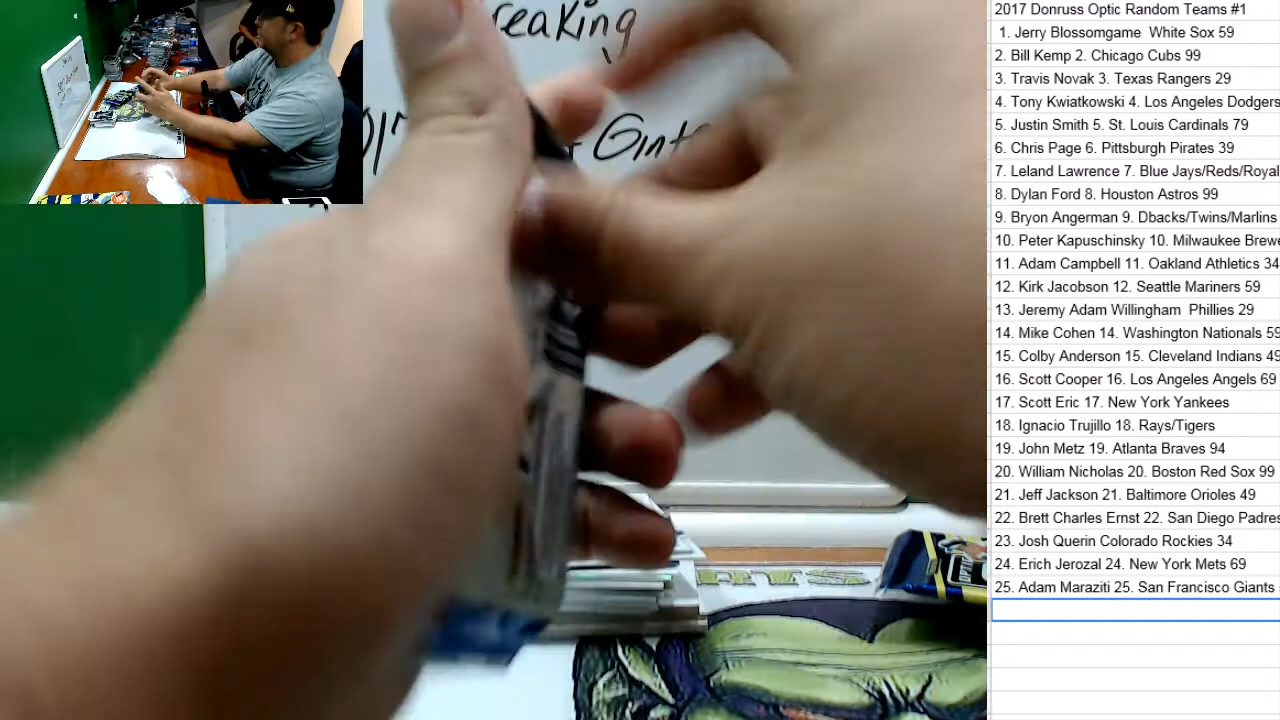 reaking
Gint
OPTIC
2017 Donruss Optic Random Teams #1
1. Jerry Blossomgame  White Sox 59
2. Bill Kemp 2. Chicago Cubs 99
3. Travis Novak 3. Texas Rangers 29
4. Tony Kwiatkowski 4. Los Angeles Dodgers
5. Justin Smith 5. St. Louis Cardinals 79
6. Chris Page 6. Pittsburgh Pirates 39
7. Leland Lawrence 7. Blue Jays/Reds/Royal
8. Dylan Ford 8. Houston Astros 99
9. Bryon Angerman 9. Dbacks/Twins/Marlins
10. Peter Kapuschinsky 10. Milwaukee Brewe
11. Adam Campbell 11. Oakland Athletics 34
12. Kirk Jacobson 12. Seattle Mariners 59
13. Jeremy Adam Willingham  Phillies 29
14. Mike Cohen 14. Washington Nationals 59
15. Colby Anderson 15. Cleveland Indians 49
16. Scott Cooper 16. Los Angeles Angels 69
17. Scott Eric 17. New York Yankees
18. Ignacio Trujillo 18. Rays/Tigers
19. John Metz 19. Atlanta Braves 94
20. William Nicholas 20. Boston Red Sox 99
21. Jeff Jackson 21. Baltimore Orioles 49
22. Brett Charles Ernst 22. San Diego Padres
23. Josh Querin Colorado Rockies 34
24. Erich Jerozal 24. New York Mets 69
25. Adam Maraziti 25. San Francisco Giants